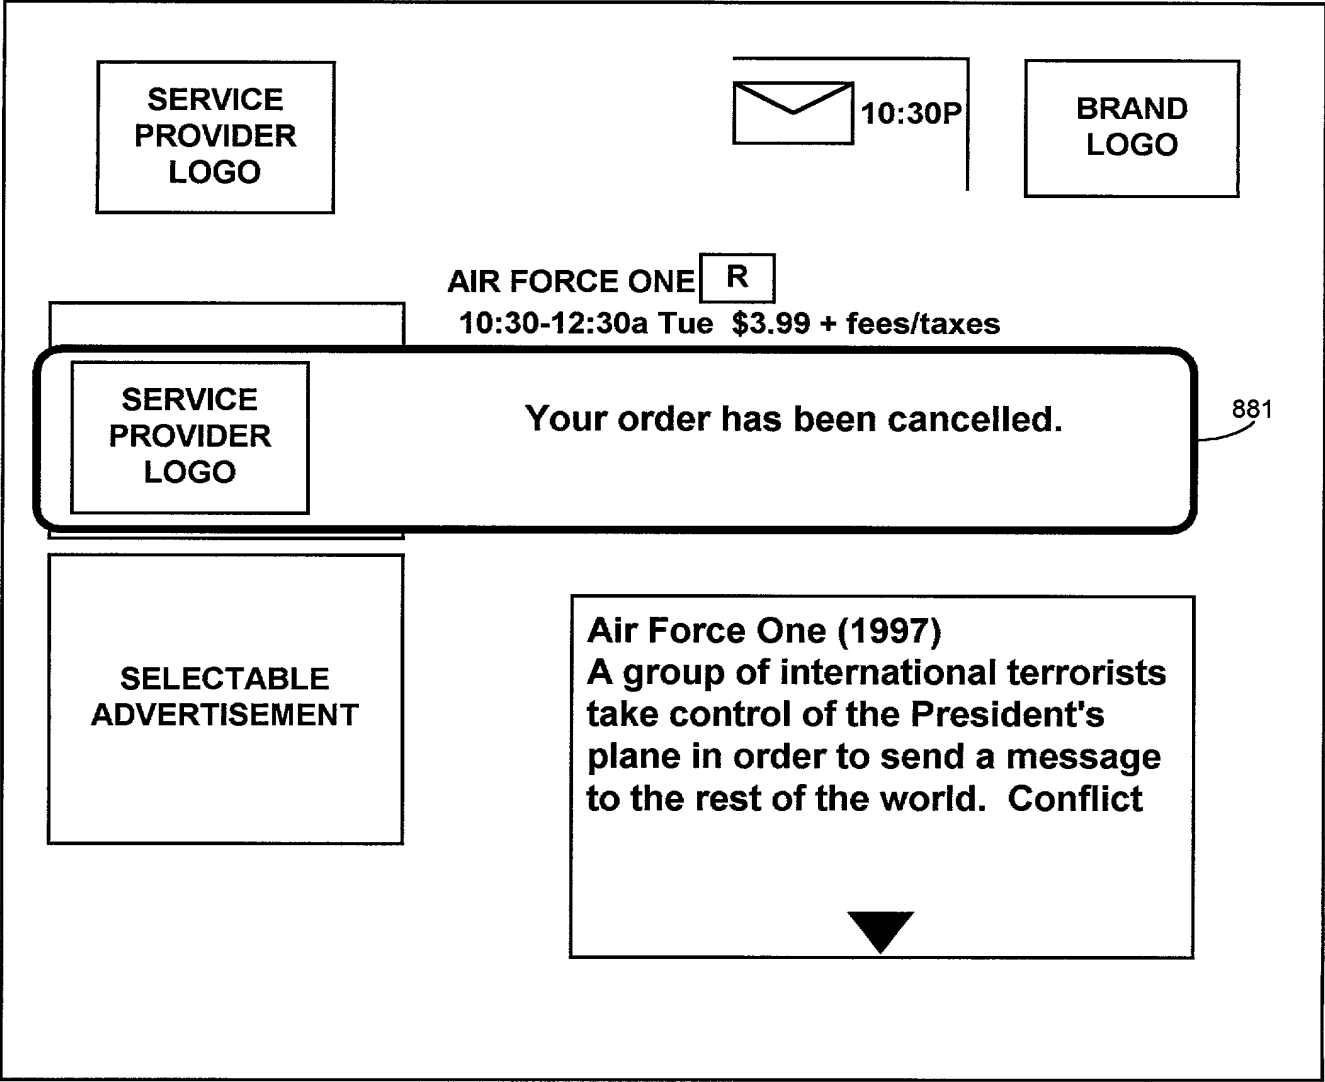 SERVICE
PROVIDER
LOGO
10:30P
BRAND
LOGO
AIR FORCE ONE R
10:30-12:30a Tue $3.99 + fees/taxes
SERVICE
PROVIDER
LOGO
Your order has been cancelled.
881
SELECTABLE
ADVERTISEMENT
Air Force One (1997)
A group of international terrorists
take control of the President's
plane in order to send a message
to the rest of the world. Conflict